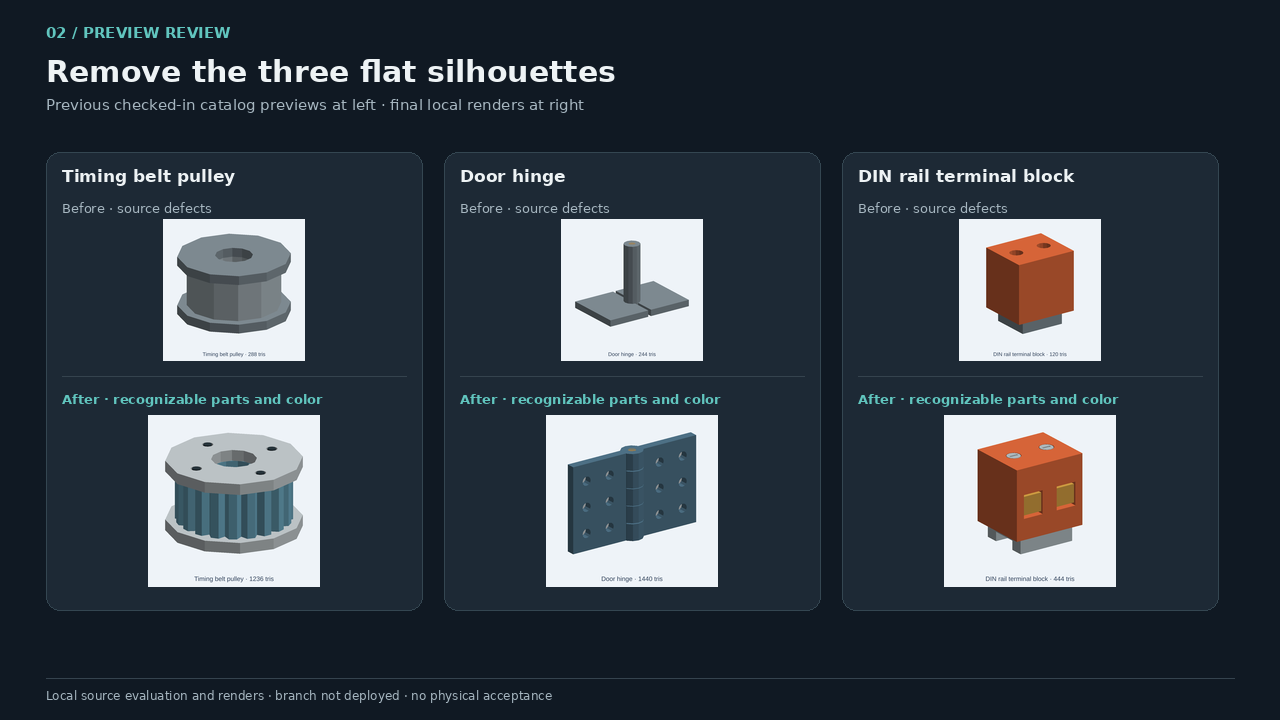 02 / PREVIEW REVIEW
Remove the three flat silhouettes
Previous checked-in catalog previews at left · final local renders at right
Timing belt pulley
Before · source defects
Timing belt pulley · 288 tris
After · recognizable parts and color
Timing belt pulley · 1236 tris
Door hinge
Before · source defects
Door hinge · 244 tris
After · recognizable parts and color
Door hinge · 1440 tris
DIN rail terminal block
Before · source defects
DIN rail terminal block · 120 tris
After · recognizable parts and color
DIN rail terminal block · 444 tris
Local source evaluation and renders · branch not deployed · no physical acceptance